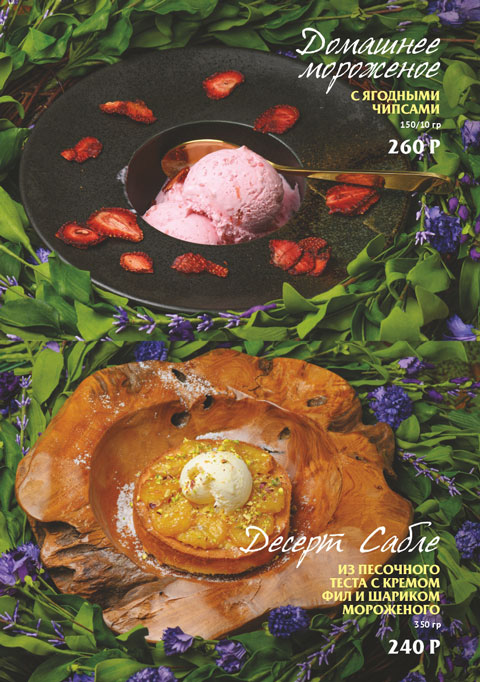 Домашнее
мороженое
С ЯГОДНЫМИ
ЧИПСАМИ
150/10 гр
260 Р
Десерт Сабле
ИЗ ПЕСОЧНОГО
ТЕСТА С КРЕМОМ
ФИЛ И ШАРИКОМ
МОРОЖЕНОГО
350 гр
240 Р